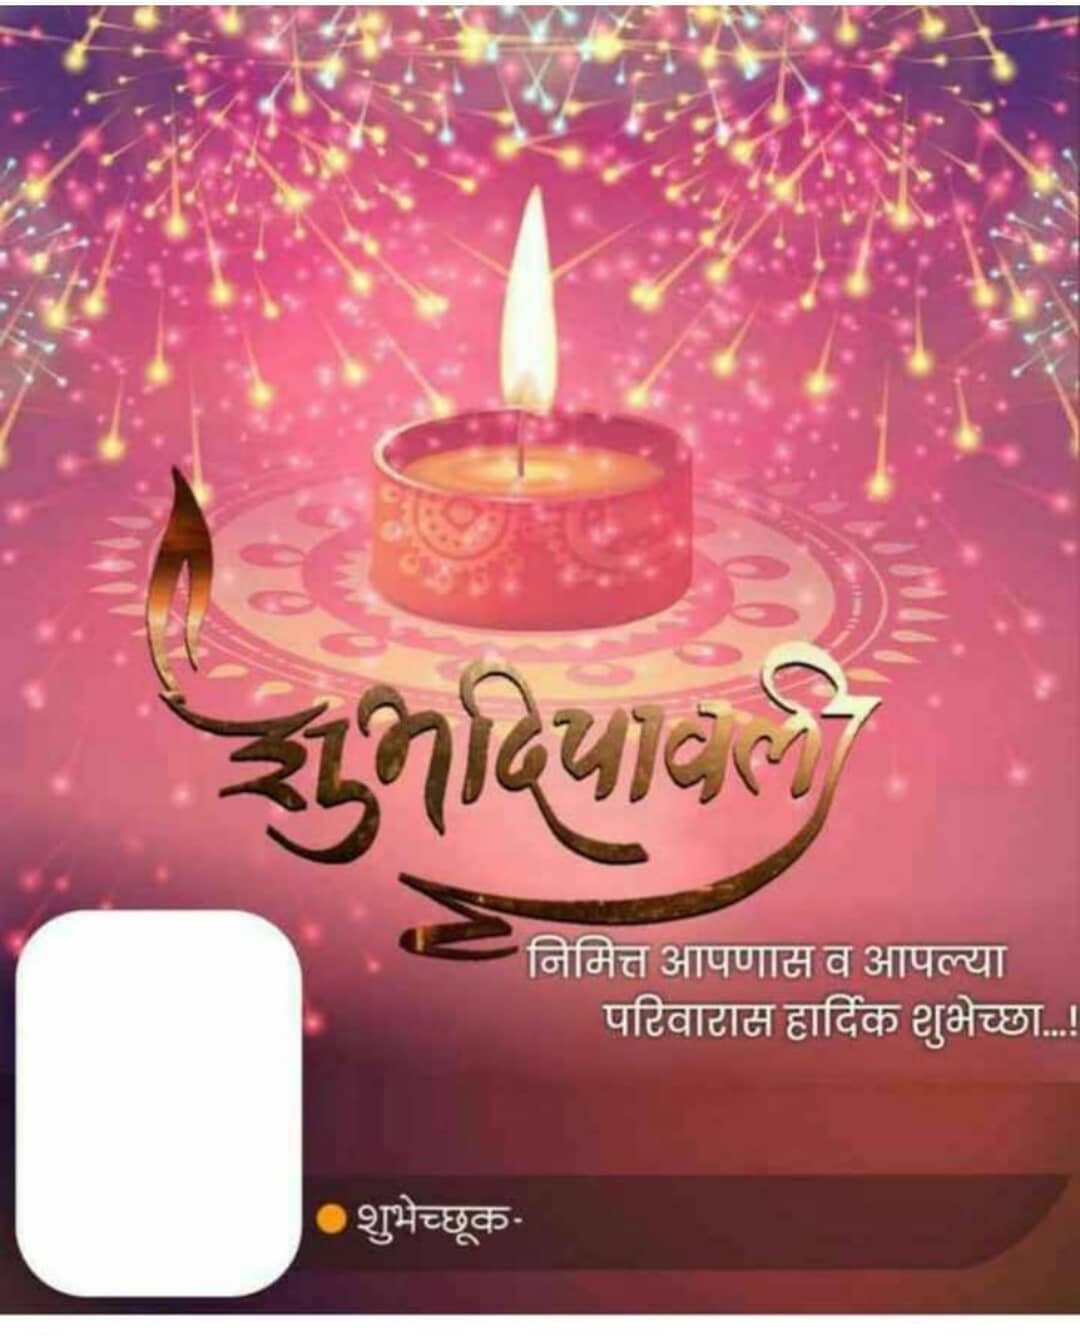 शुभदिपावली
निमित्त आपणास व आपल्या
परिवारास हार्दिक शुभेच्छा...!
शुभेच्छूक-